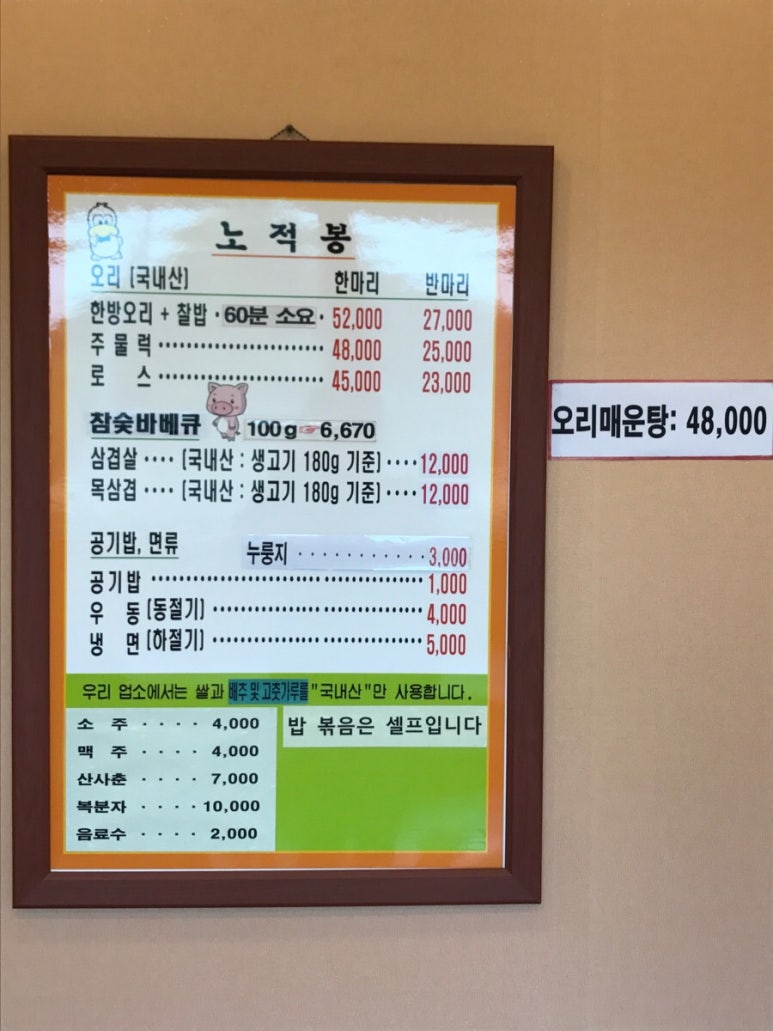 노적봉
오리 (국내산) 한마리 반마리
한방오리 + 찰밥 · 60분 소요 · 52,000 27,000
주물럭 ···················· 48,000 25,000
로 스 ···················· 45,000 23,000
참숯바베큐 100g☞6,670
삼겹살 ···· (국내산 : 생고기 180g 기준) ···· 12,000
목삼겹 ···· (국내산 : 생고기 180g 기준) ···· 12,000
공기밥, 면류
누룽지 · · · · · · · · · · · · 3,000
공기밥 ···································· 1,000
우 동 (동절기) ···························· 4,000
냉 면 (하절기) ···························· 5,000
우리 업소에서는 쌀과 배추 및 고춧가루를 "국내산"만 사용합니다.
소 주 · · · · 4,000
맥 주 · · · · 4,000
산사춘 · · · · 7,000
복분자 · · · · 10,000
음료수 · · · · 2,000
밥 볶음은 셀프입니다
오리매운탕: 48,000